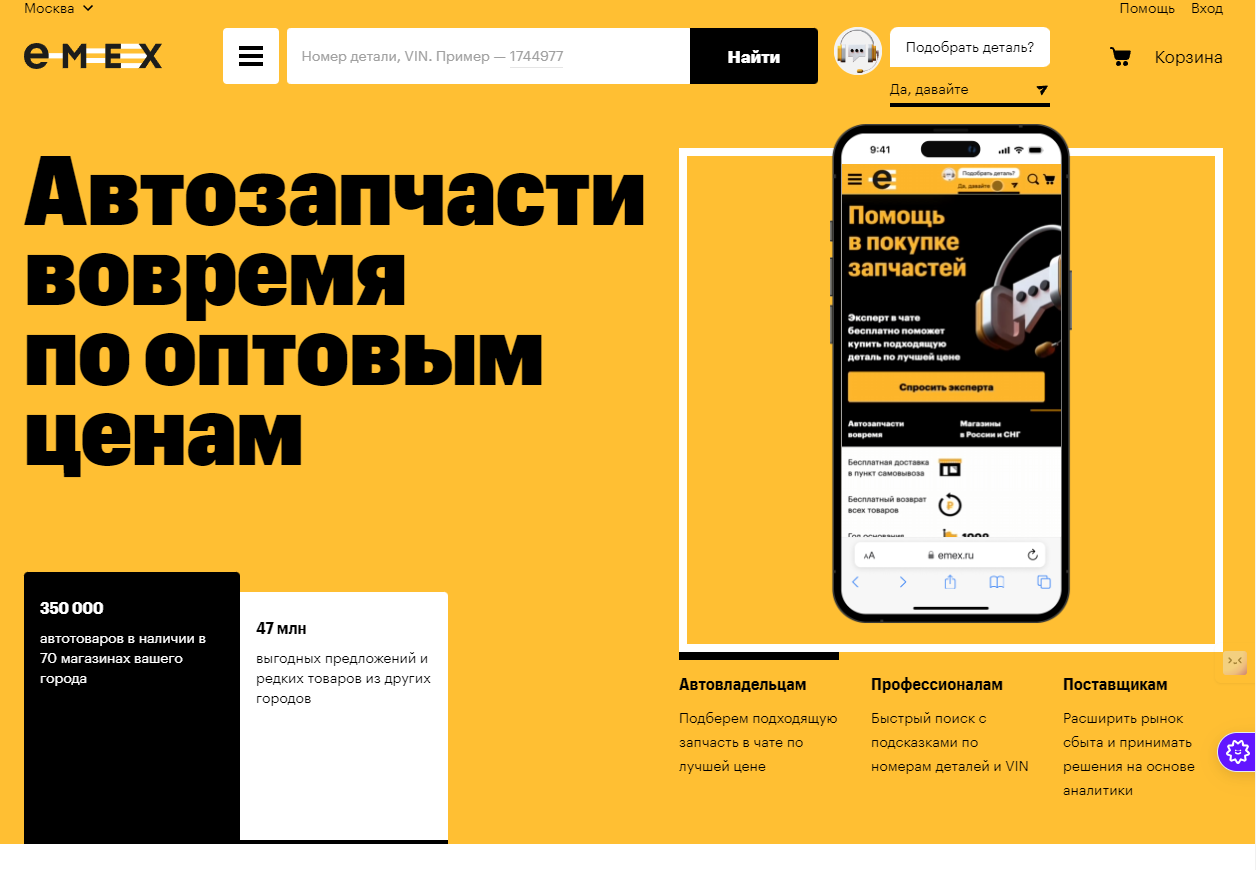 Москва
Помощь Вход
e-MEX
Номер детали, VIN. Пример — 1744977
Найти
Подобрать деталь?
Да, давайте
Корзина
Автозапчасти
вовремя
по оптовым
ценам
350 000
автотоваров в наличии в
70 магазинах вашего
города
47 млн
выгодных предложений и
редких товаров из других
городов
9:41
e
Подобрать деталь?
Да, давайте
Помощь
в покупке
запчастей
Эксперт в чате
бесплатно поможет
купить подходящую
деталь по лучшей цене
Спросить эксперта
Автозапчасти
вовремя
Магазины
в России и СНГ
Бесплатная доставка
в пункт самовывоза
Бесплатный возврат
всех товаров
₽
Год основания
AA
emex.ru
Автовладельцам
Подберем подходящую
запчасть в чате по
лучшей цене
Профессионалам
Быстрый поиск с
подсказками по
номерам деталей и VIN
Поставщикам
Расширить рынок
сбыта и принимать
решения на основе
аналитики